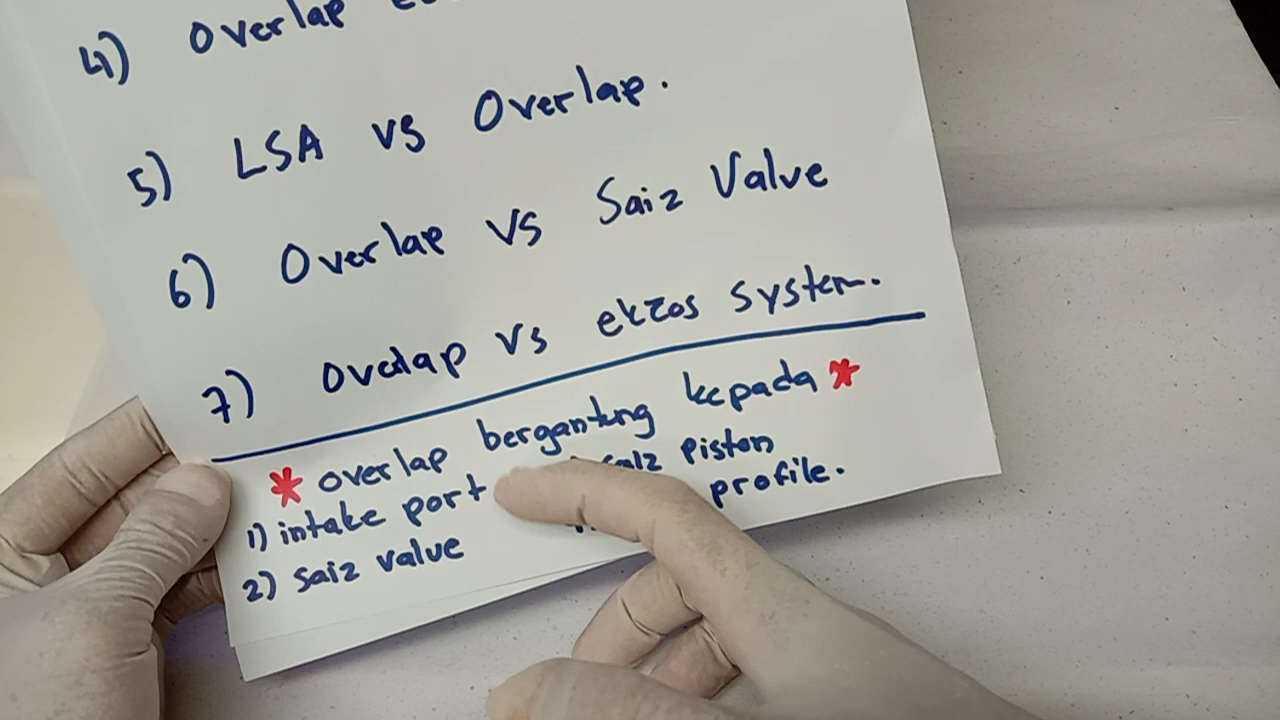 4) Overlap
5) LSA vs Overlap.
6) Overlap vs Saiz Valve
7) Overlap vs ekzos system.
* overlap bergantung kepada *
1) intake port saiz piston
2) saiz valve profile.